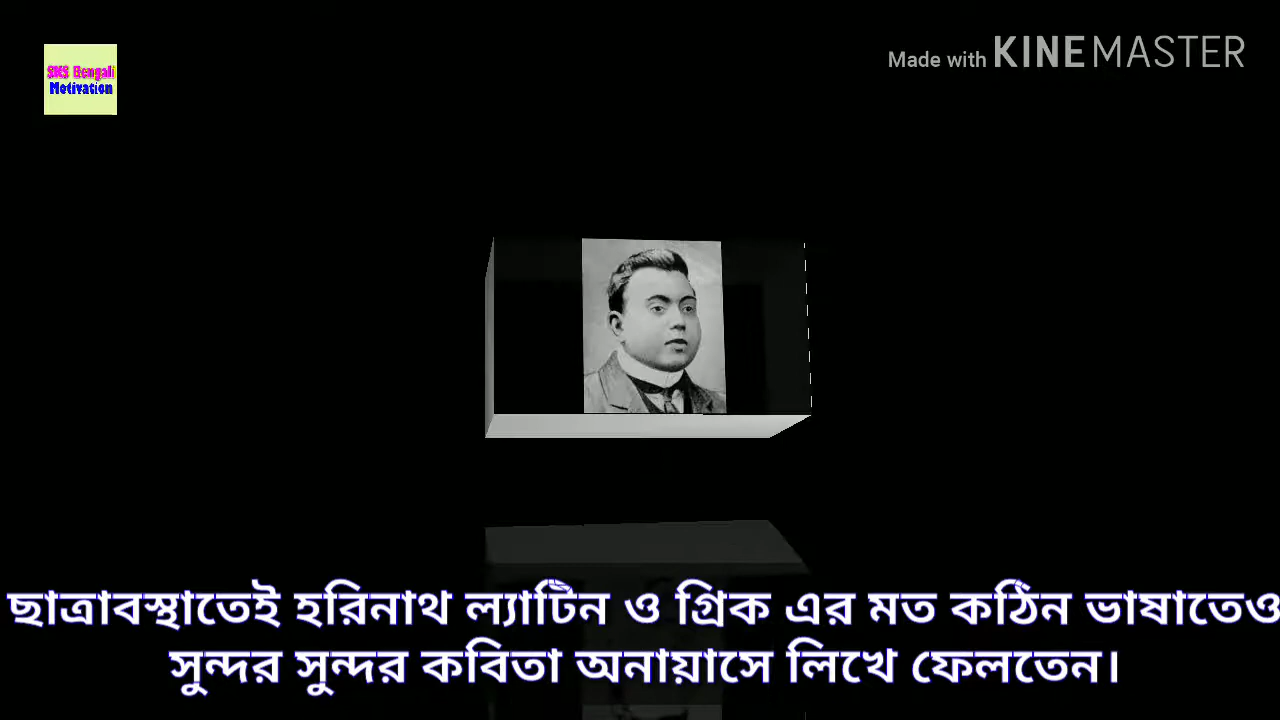 SMS Bengali
Motivation
Made with KINEMASTER
ছাত্রাবস্থাতেই হরিনাথ ল্যাটিন ও গ্রিক এর মত কঠিন ভাষাতেও
সুন্দর সুন্দর কবিতা অনায়াসে লিখে ফেলতেন।